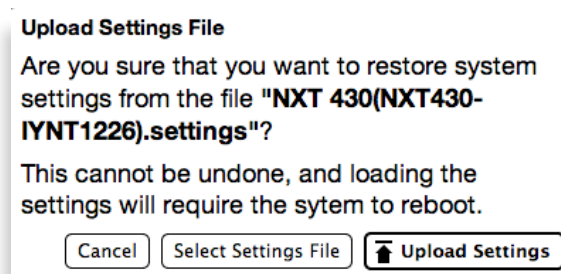 Upload Settings File
Are you sure that you want to restore system
settings from the file "NXT 430(NXT430-
IYNT1226).settings"?
This cannot be undone, and loading the
settings will require the sytem to reboot.
Cancel Select Settings File Upload Settings